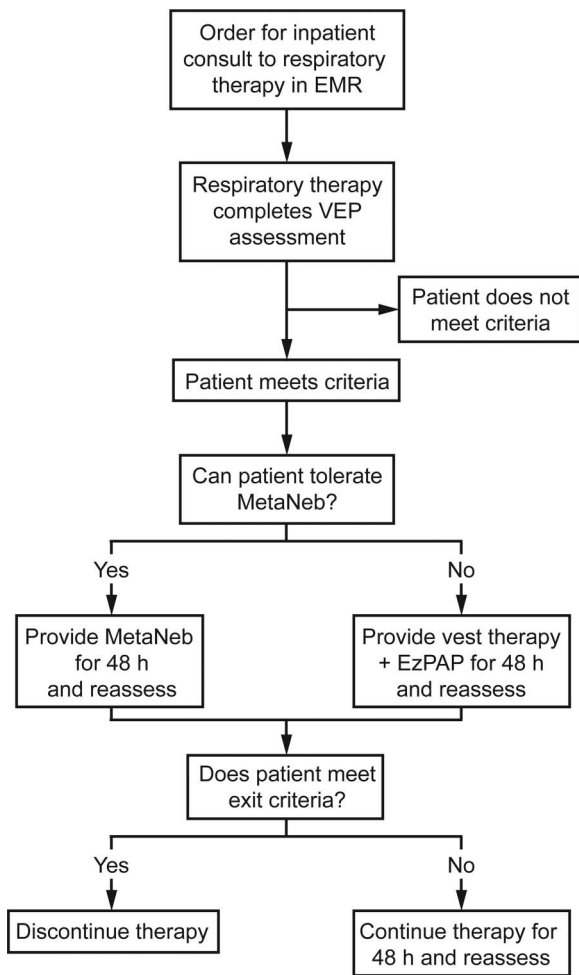 Order for inpatient
consult to respiratory
therapy in EMR
Respiratory therapy
completes VEP
assessment
Patient does not
meet criteria
Patient meets criteria
Can patient tolerate
MetaNeb?
Yes
No
Provide MetaNeb
for 48 h
and reassess
Provide vest therapy
+ EzPAP for 48 h
and reassess
Does patient meet
exit criteria?
Yes
No
Discontinue therapy
Continue therapy for
48 h and reassess